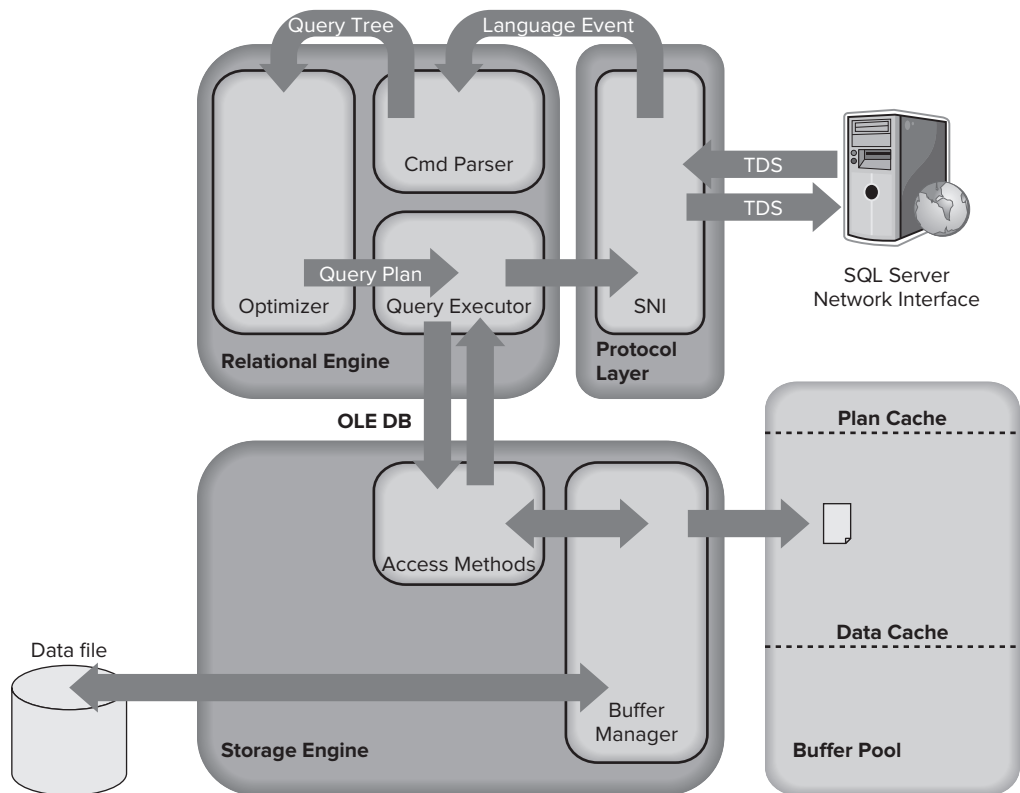 Query Tree
Language Event
Cmd Parser
TDS
TDS
SQL Server
Network Interface
Query Plan
Optimizer
Query Executor
SNI
Relational Engine
Protocol
Layer
OLE DB
Plan Cache
Access Methods
Data Cache
Data file
Buffer
Manager
Storage Engine
Buffer Pool